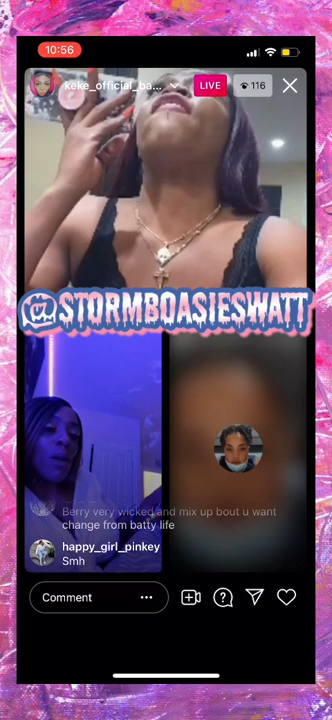 10:56
keke_official_ba...
LIVE
116
@STORMBOASIESWATT
Berry very wicked and mix up bout u want
change from batty life
happy_girl_pinkey
Smh
Comment